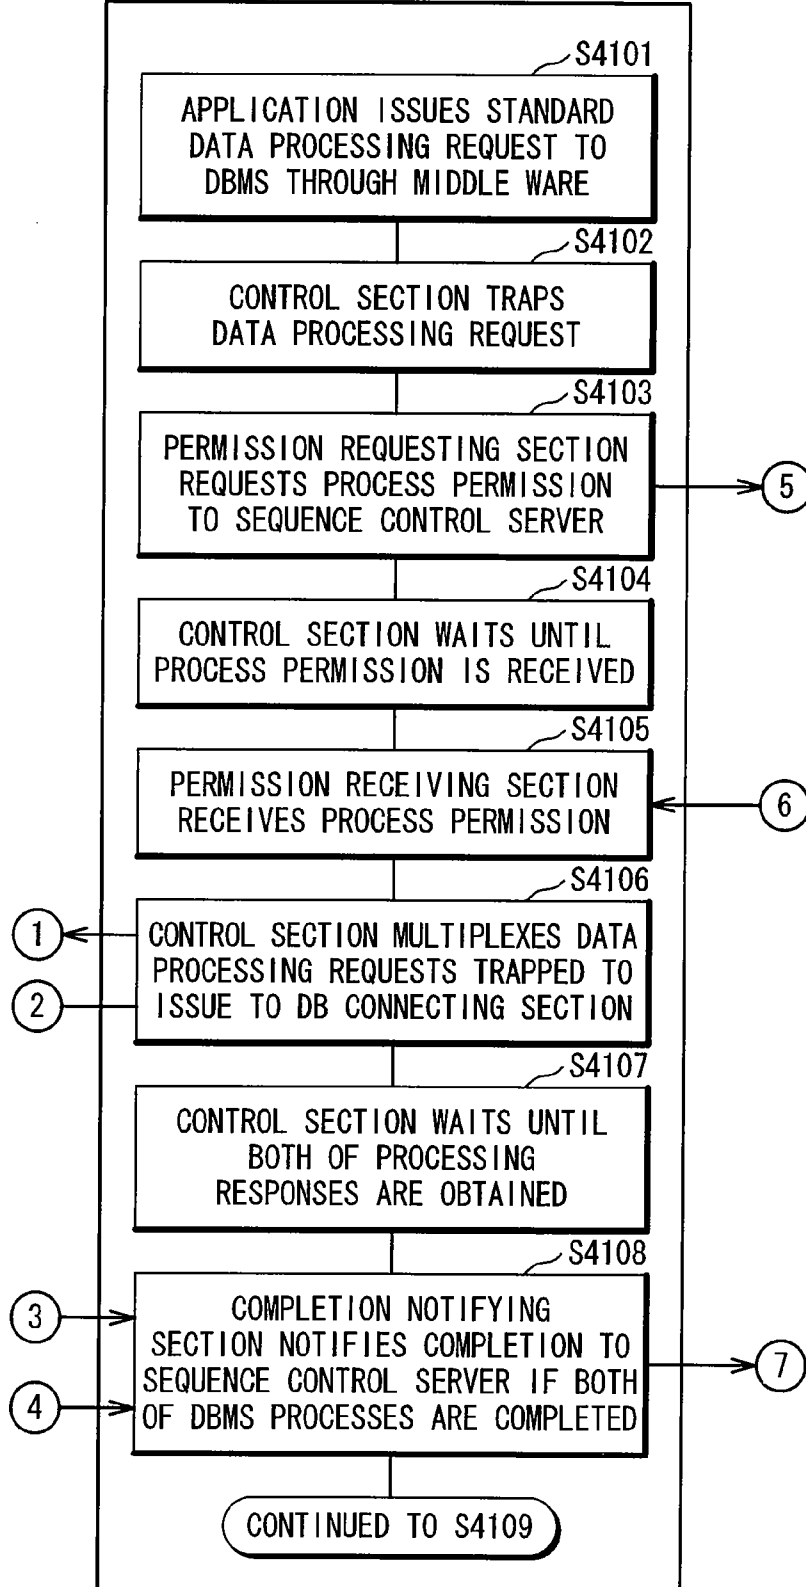 S4101
APPLICATION ISSUES STANDARD
DATA PROCESSING REQUEST TO
DBMS THROUGH MIDDLE WARE
S4102
CONTROL SECTION TRAPS
DATA PROCESSING REQUEST
S4103
PERMISSION REQUESTING SECTION
REQUESTS PROCESS PERMISSION
TO SEQUENCE CONTROL SERVER
5
S4104
CONTROL SECTION WAITS UNTIL
PROCESS PERMISSION IS RECEIVED
S4105
PERMISSION RECEIVING SECTION
RECEIVES PROCESS PERMISSION
6
S4106
1
CONTROL SECTION MULTIPLEXES DATA
PROCESSING REQUESTS TRAPPED TO
ISSUE TO DB CONNECTING SECTION
2
S4107
CONTROL SECTION WAITS UNTIL
BOTH OF PROCESSING
RESPONSES ARE OBTAINED
S4108
3
COMPLETION NOTIFYING
SECTION NOTIFIES COMPLETION TO
SEQUENCE CONTROL SERVER IF BOTH
OF DBMS PROCESSES ARE COMPLETED
7
4
CONTINUED TO S4109